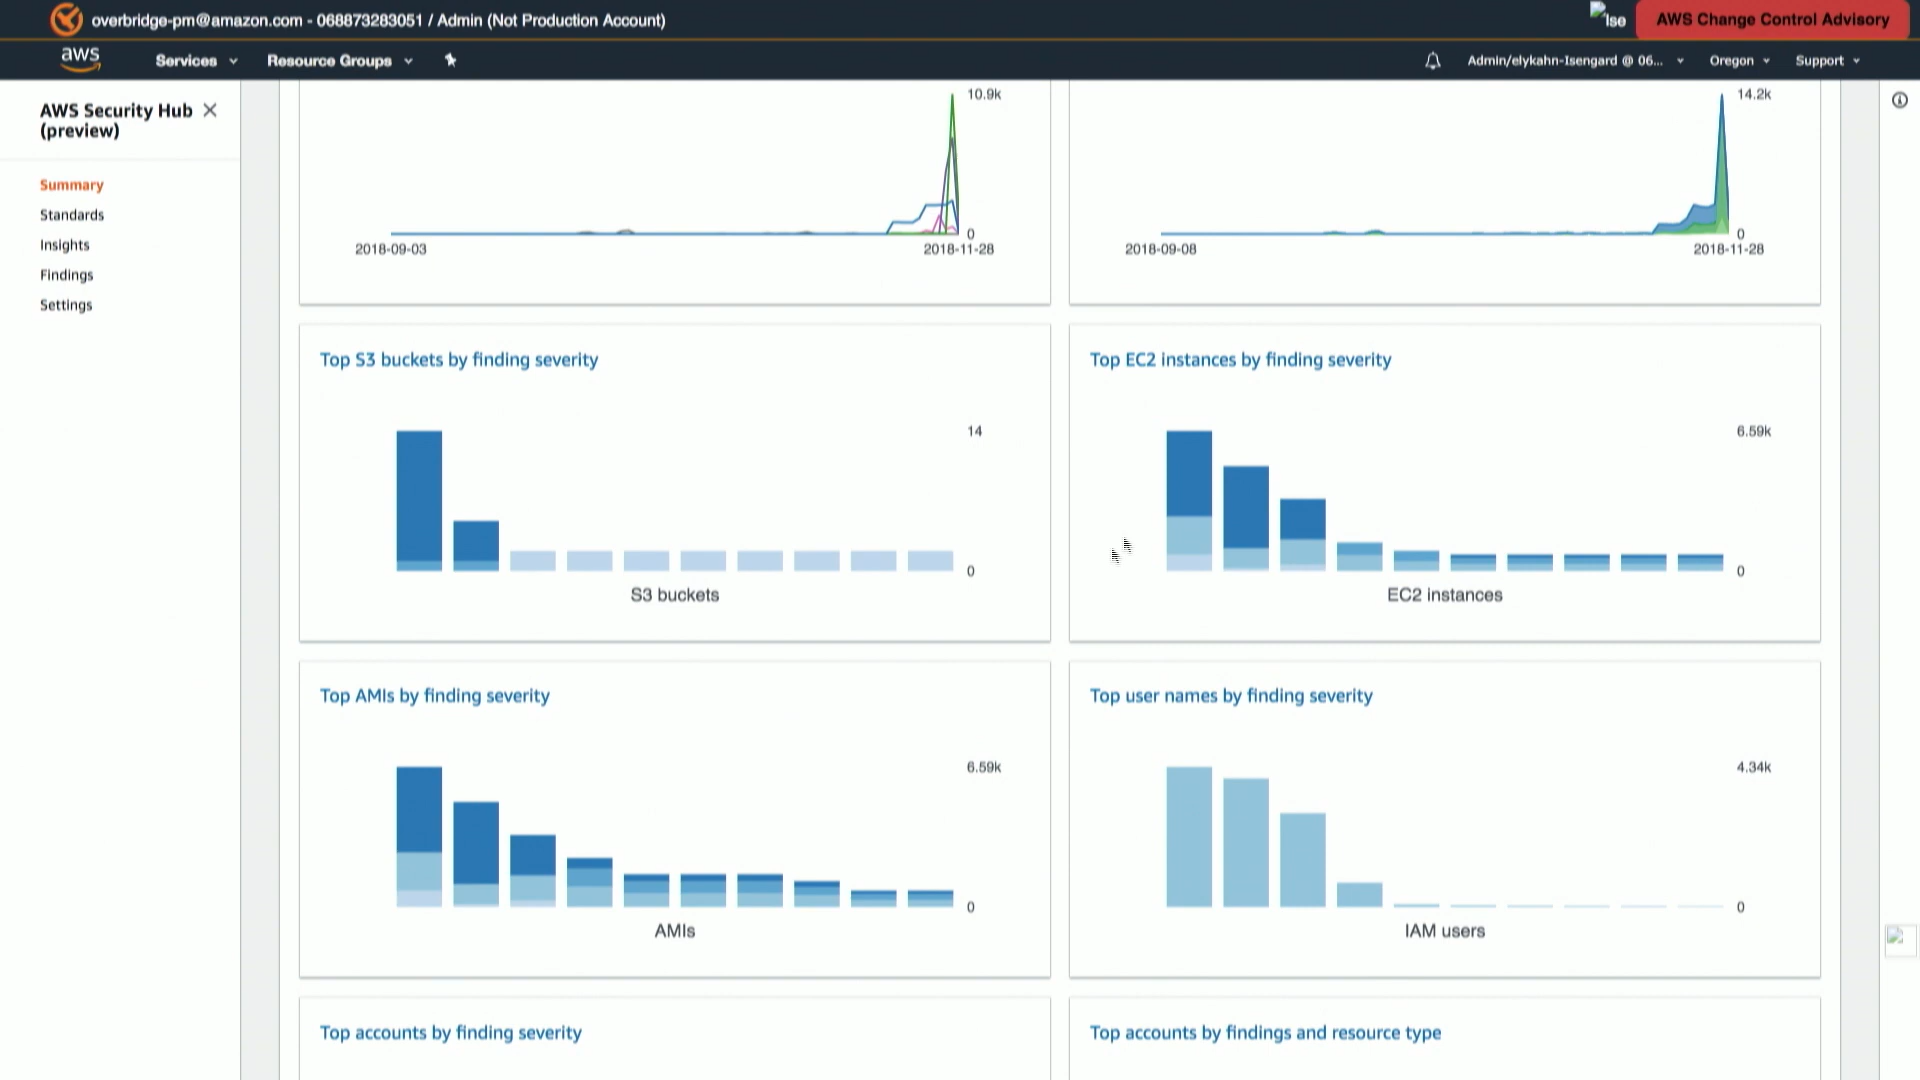 overbridge-pm@amazon.com - 068873283051 / Admin (Not Production Account)
Ise
AWS Change Control Advisory
aws
Services
Resource Groups
Admin/elykahn-Isengard @ 06...
Oregon
Support
AWS Security Hub
(preview)
Summary
Standards
Insights
Findings
Settings
10.9k
0
2018-09-03
2018-11-28
14.2k
0
2018-09-08
2018-11-28
Top S3 buckets by finding severity
14
0
S3 buckets
Top EC2 instances by finding severity
6.59k
0
EC2 instances
Top AMIs by finding severity
6.59k
0
AMIs
Top user names by finding severity
4.34k
0
IAM users
Top accounts by finding severity
Top accounts by findings and resource type